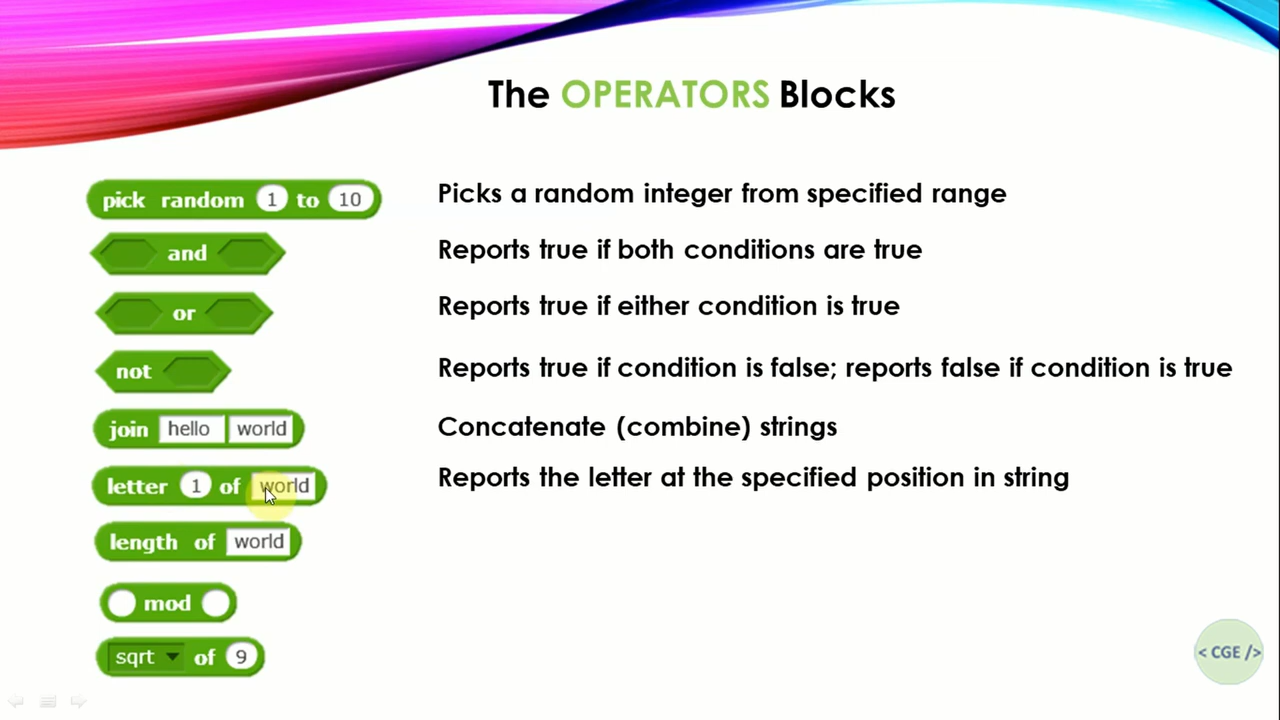 The OPERATORS Blocks
pick random 1 to 10
Picks a random integer from specified range
and
Reports true if both conditions are true
or
Reports true if either condition is true
not
Reports true if condition is false; reports false if condition is true
join hello world
Concatenate (combine) strings
letter 1 of world
Reports the letter at the specified position in string
length of world
mod
sqrt of 9
< CGE />